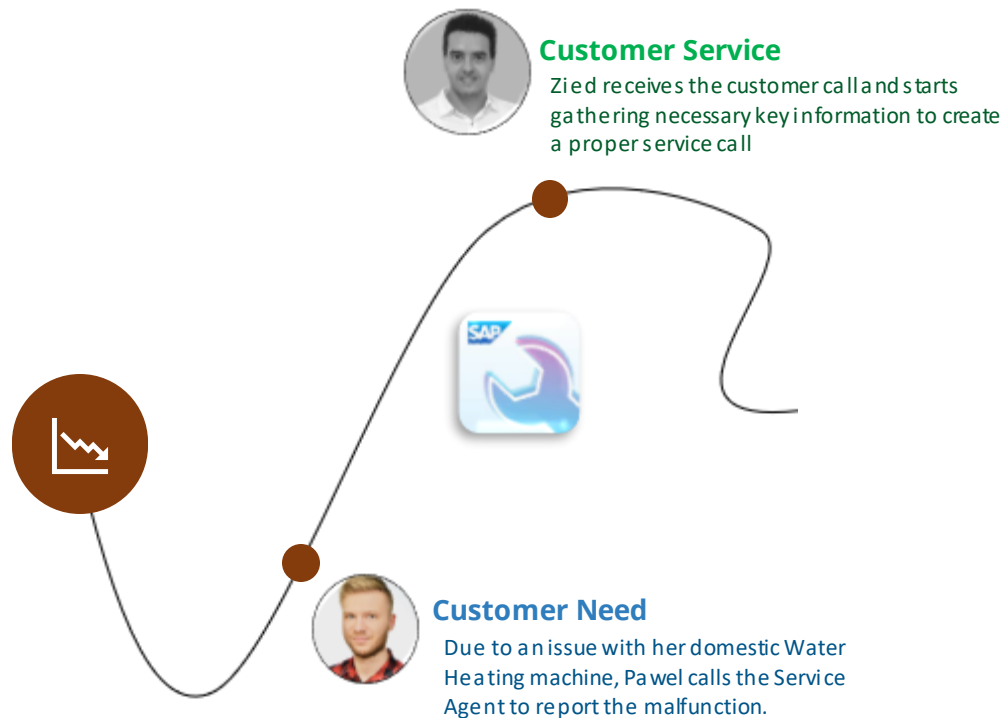 Customer Service
Zied receives the customer call and starts
gathering necessary key information to create
a proper service call
SAP
Customer Need
Due to an issue with her domestic Water
Heating machine, Pawel calls the Service
Agent to report the malfunction.